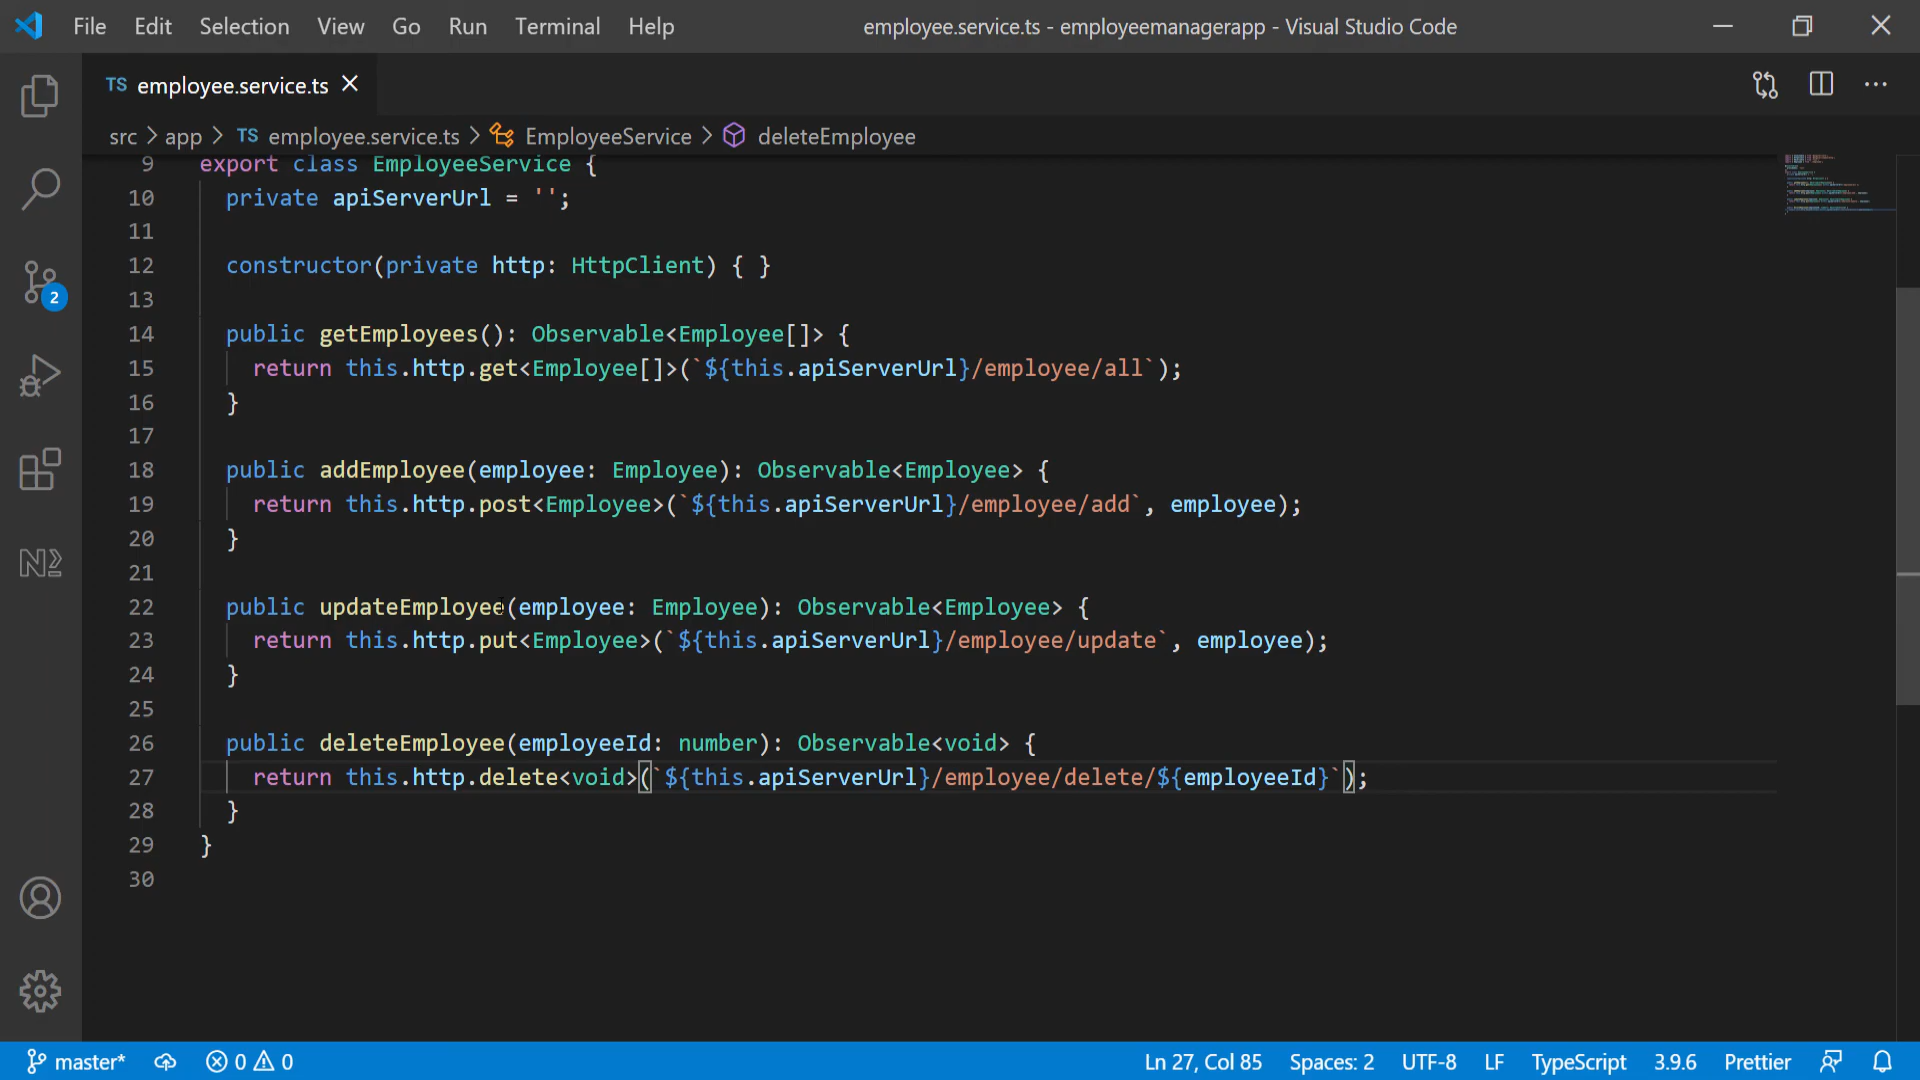 File Edit Selection View Go Run Terminal Help employee.service.ts - employeemanagerapp - Visual Studio Code
TS employee.service.ts
src > app > TS employee.service.ts > EmployeeService > deleteEmployee
9 export class EmployeeService {
10   private apiServerUrl = '';
11
12   constructor(private http: HttpClient) { }
13
14   public getEmployees(): Observable<Employee[]> {
15     return this.http.get<Employee[]>(`${this.apiServerUrl}/employee/all`);
16   }
17
18   public addEmployee(employee: Employee): Observable<Employee> {
19     return this.http.post<Employee>(`${this.apiServerUrl}/employee/add`, employee);
20   }
21
22   public updateEmployee(employee: Employee): Observable<Employee> {
23     return this.http.put<Employee>(`${this.apiServerUrl}/employee/update`, employee);
24   }
25
26   public deleteEmployee(employeeId: number): Observable<void> {
27     return this.http.delete<void>(`${this.apiServerUrl}/employee/delete/${employeeId}`);
28   }
29 }
30
2
master* 0 0 Ln 27, Col 85 Spaces: 2 UTF-8 LF TypeScript 3.9.6 Prettier